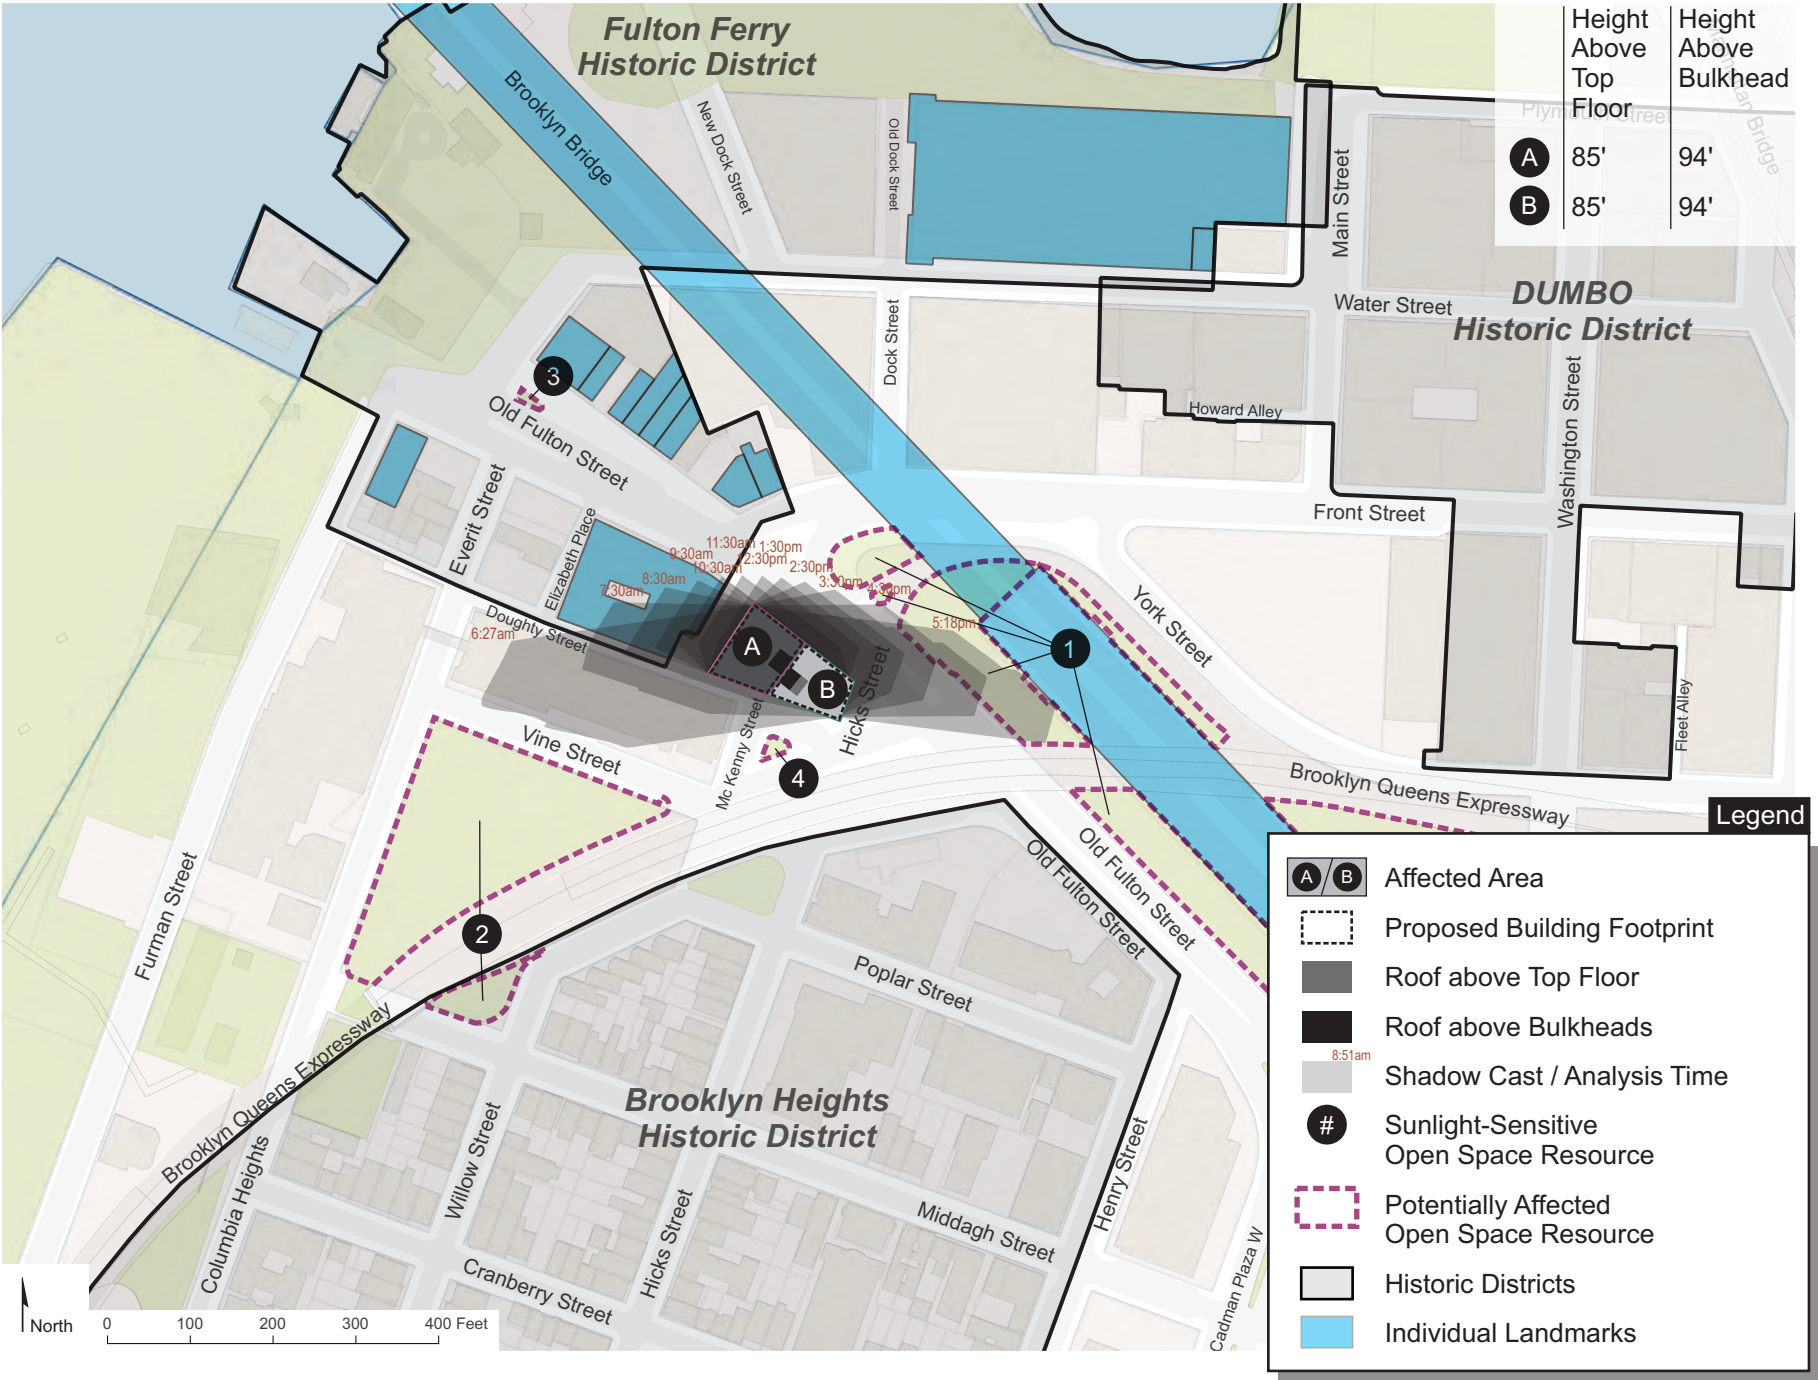 Fulton Ferry
Historic District
Height
Above
Top
Floor
Height
Above
Bulkhead
A
85'
94'
B
85'
94'
Plymouth Street
Manhattan Bridge
Brooklyn Bridge
New Dock Street
Old Dock Street
Main Street
Water Street
DUMBO
Historic District
Dock Street
Washington Street
Howard Alley
3
Old Fulton Street
Everit Street
Elizabeth Place
Front Street
11:30am
1:30pm
9:30am
12:30pm
10:30am
2:30pm
8:30am
3:30pm
4:30pm
7:30am
5:18pm
6:27am
Doughty Street
York Street
A
B
1
Hicks Street
Mc Kenny Street
Fleet Alley
Vine Street
4
Brooklyn Queens Expressway
Old Fulton Street
Old Fulton Street
Furman Street
2
Poplar Street
Brooklyn Queens Expressway
Brooklyn Heights
Historic District
Columbia Heights
Willow Street
Hicks Street
Henry Street
Middagh Street
Cranberry Street
Cadman Plaza W
North
0 100 200 300 400 Feet
Legend
A / B Affected Area
Proposed Building Footprint
Roof above Top Floor
Roof above Bulkheads
8:51am
Shadow Cast / Analysis Time
# Sunlight-Sensitive
Open Space Resource
Potentially Affected
Open Space Resource
Historic Districts
Individual Landmarks